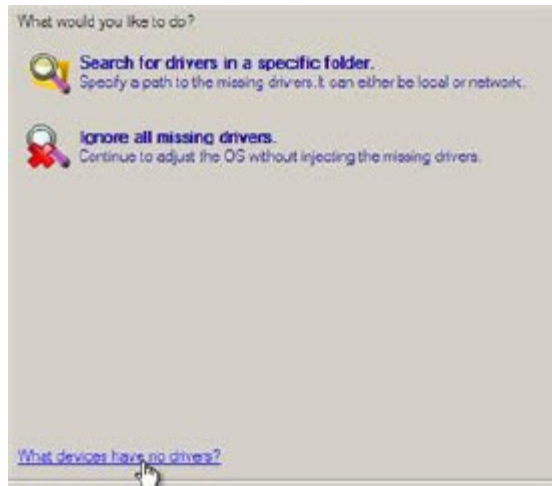 What would you like to do?
Search for drivers in a specific folder.
Specify a path to the missing drivers. It can either be local or network.
Ignore all missing drivers.
Continue to adjust the OS without injecting the missing drivers.
What devices have no drivers?